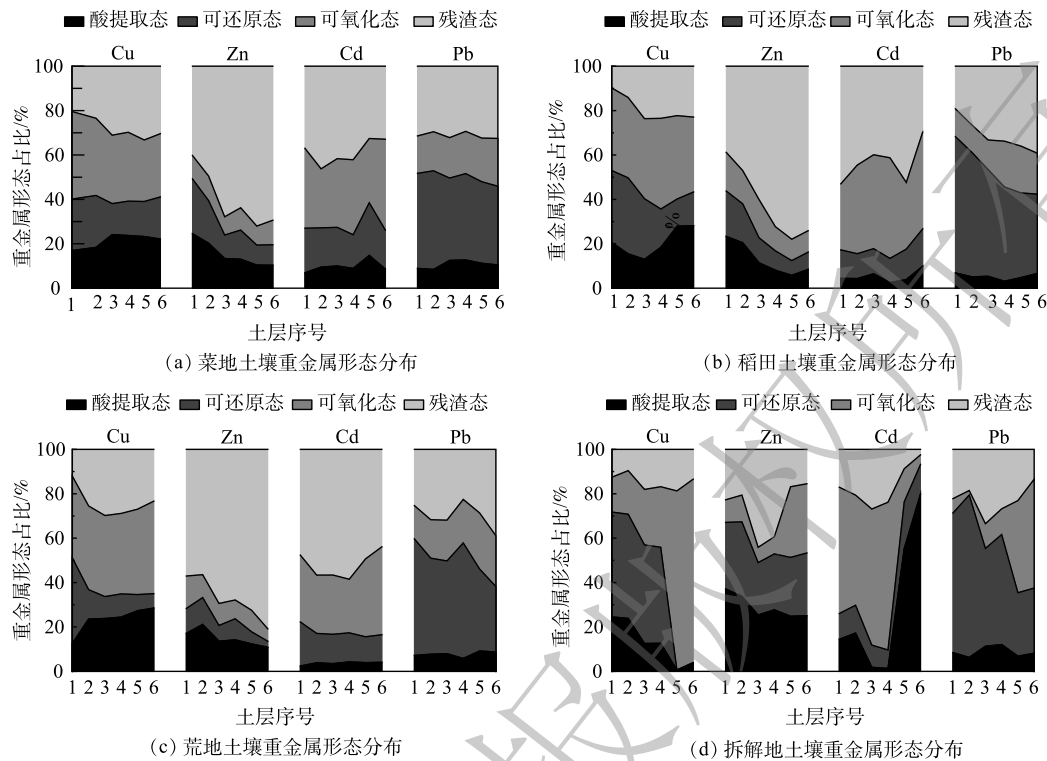 酸提取态 可还原态 可氧化态 残渣态
Cu Zn Cd Pb
100
80
60
40
20
0
重金属形态占比/%
1 2 3 4 5 6 1 2 3 4 5 6 1 2 3 4 5 6 1 2 3 4 5 6
土层序号
(a) 菜地土壤重金属形态分布
酸提取态 可还原态 可氧化态 残渣态
Cu Zn Cd Pb
100
80
60
40
20
0
重金属形态占比/%
%
1 2 3 4 5 6 1 2 3 4 5 6 1 2 3 4 5 6 1 2 3 4 5 6
土层序号
(b) 稻田土壤重金属形态分布
酸提取态 可还原态 可氧化态 残渣态
Cu Zn Cd Pb
100
80
60
40
20
0
重金属形态占比/%
1 2 3 4 5 6 1 2 3 4 5 6 1 2 3 4 5 6 1 2 3 4 5 6
土层序号
(c) 荒地土壤重金属形态分布
酸提取态 可还原态 可氧化态 残渣态
Cu Zn Cd Pb
100
80
60
40
20
0
重金属形态占比/%
1 2 3 4 5 6 1 2 3 4 5 6 1 2 3 4 5 6 1 2 3 4 5 6
土层序号
(d) 拆解地土壤重金属形态分布
报版权所有